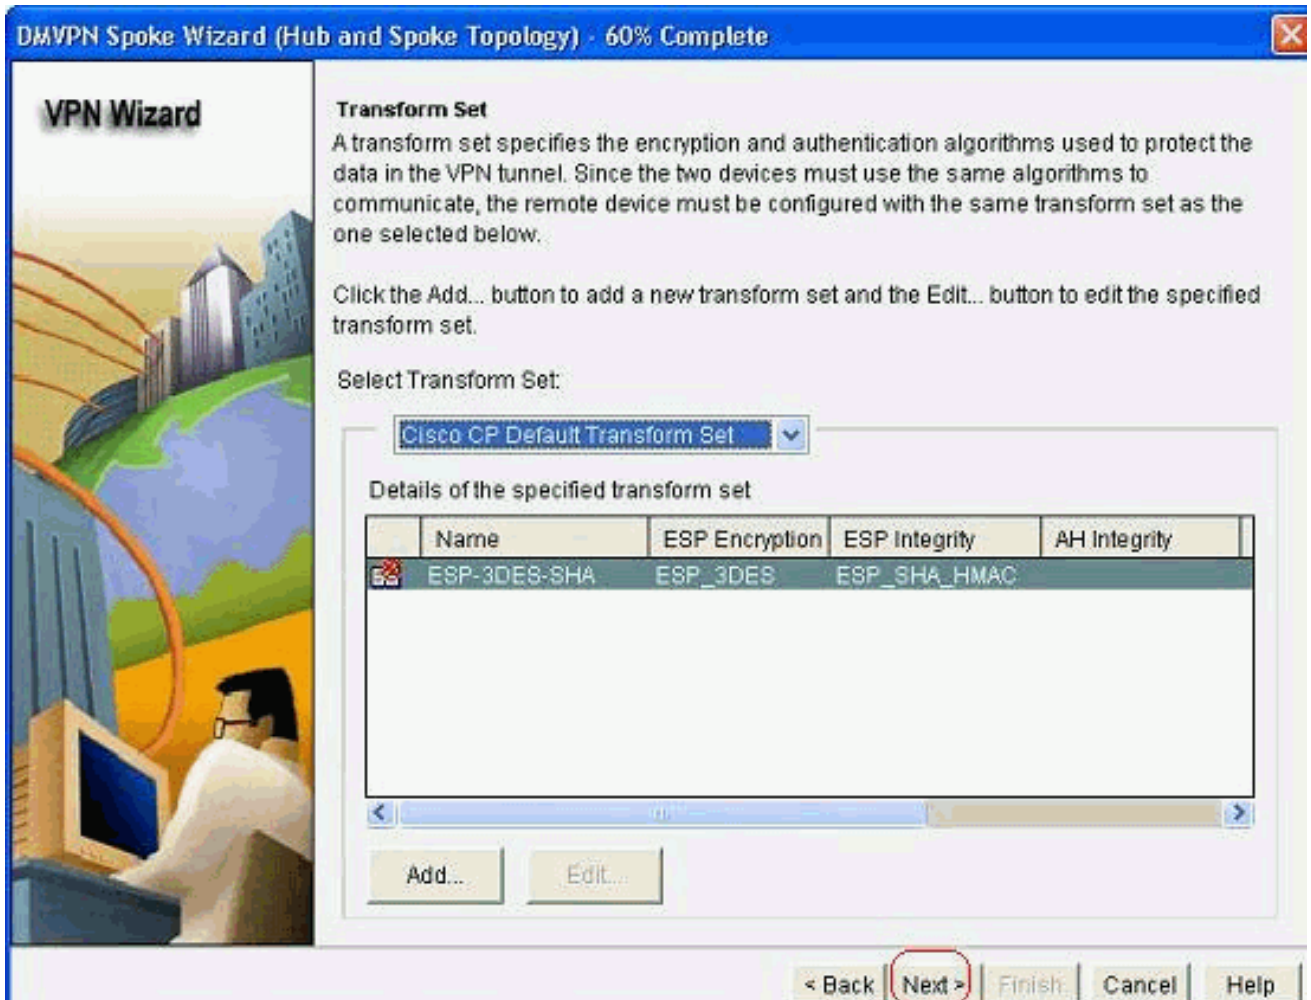 DMVPN Spoke Wizard (Hub and Spoke Topology) - 60% Complete
VPN Wizard
Transform Set
A transform set specifies the encryption and authentication algorithms used to protect the
data in the VPN tunnel. Since the two devices must use the same algorithms to
communicate, the remote device must be configured with the same transform set as the
one selected below.
Click the Add... button to add a new transform set and the Edit... button to edit the specified
transform set.
Select Transform Set:
Cisco CP Default Transform Set
Details of the specified transform set
Name ESP Encryption ESP Integrity AH Integrity
ESP-3DES-SHA ESP_3DES ESP_SHA_HMAC
Add... Edit...
< Back Next > Finish Cancel Help